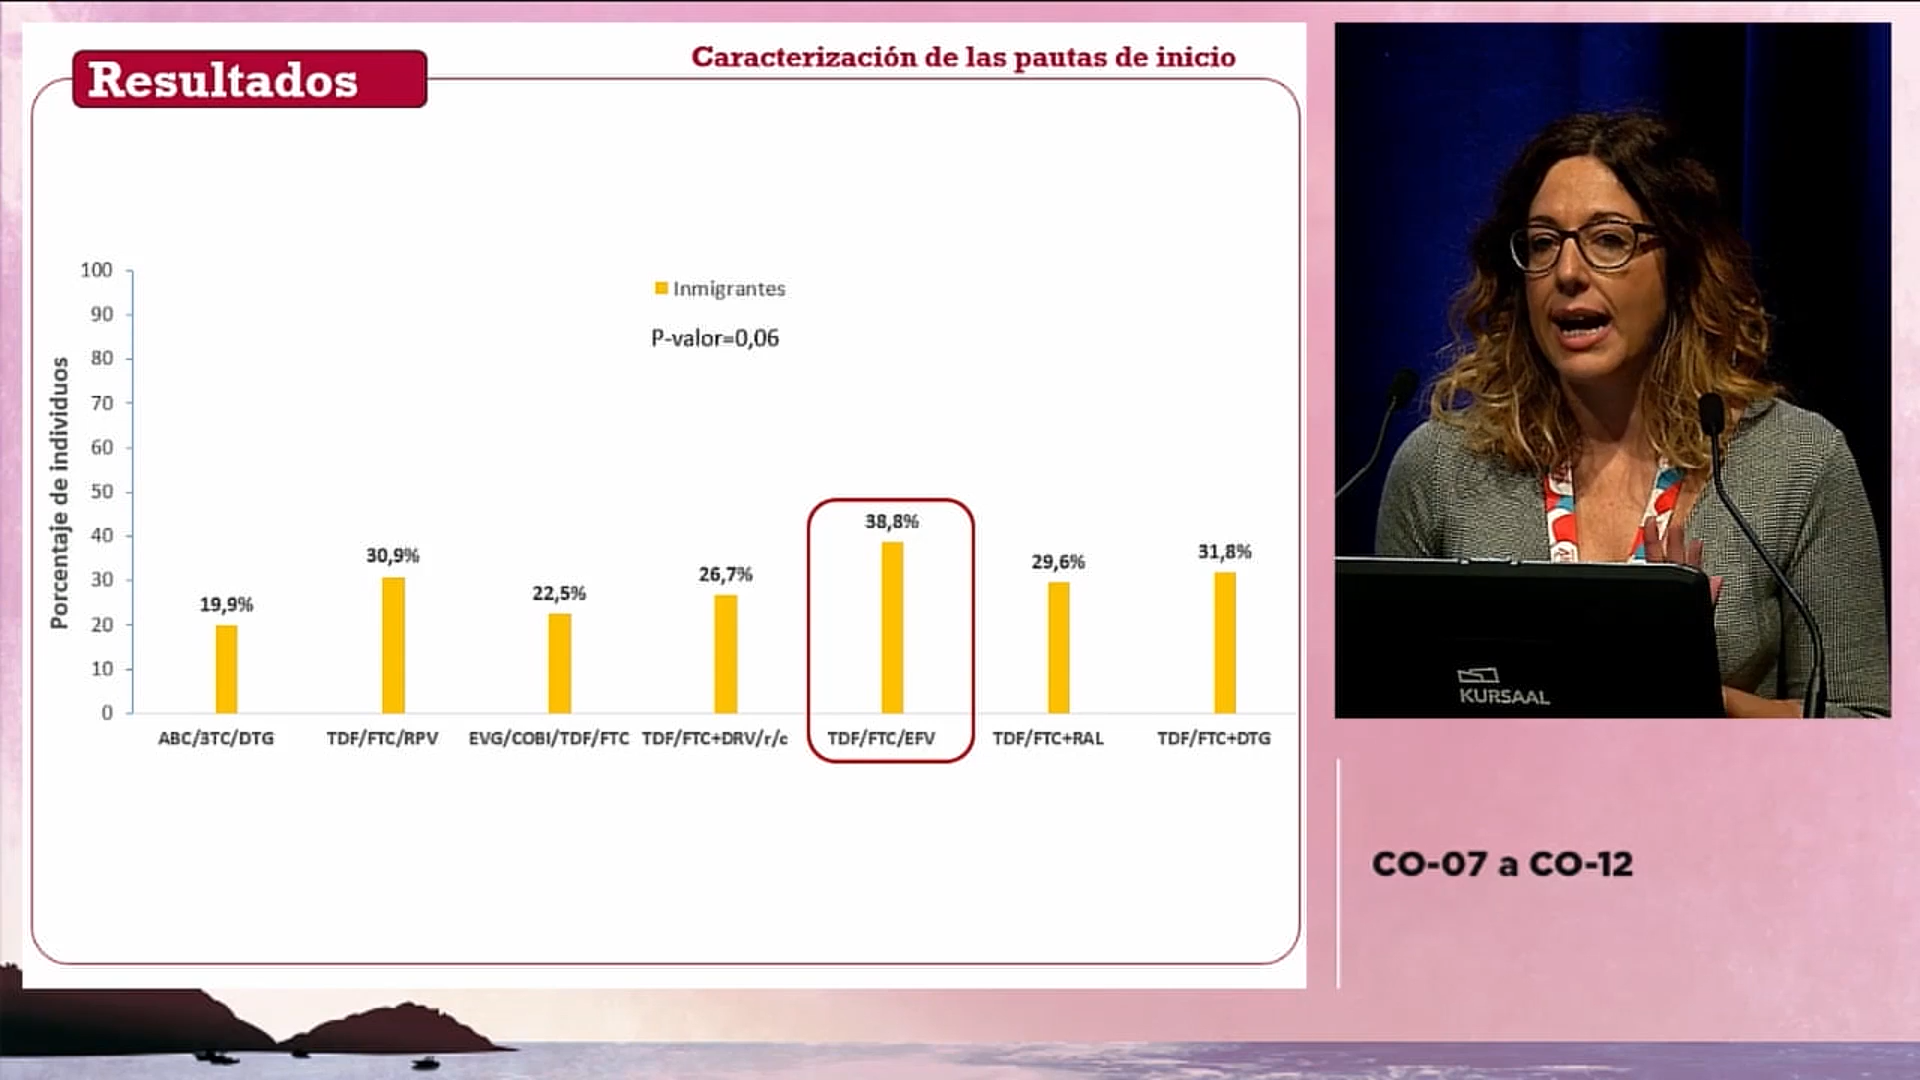 Resultados
Caracterización de las pautas de inicio
Inmigrantes
P-valor=0,06
Porcentaje de individuos
100
90
80
70
60
50
40
30
20
10
0
19,9%
30,9%
22,5%
26,7%
38,8%
29,6%
31,8%
ABC/3TC/DTG
TDF/FTC/RPV
EVG/COBI/TDF/FTC
TDF/FTC+DRV/r/c
TDF/FTC/EFV
TDF/FTC+RAL
TDF/FTC+DTG
KURSAAL
CO-07 a CO-12